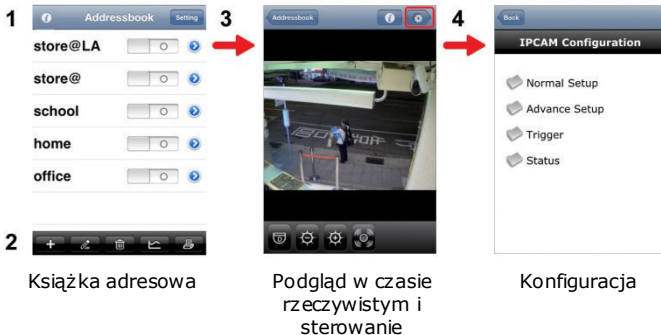 1
Addressbook
Setting
store@LA
store@
school
home
office
2
Książka adresowa
3
Addressbook
Podgląd w czasie
rzeczywistym i
sterowanie
4
Back
IPCAM Configuration
Normal Setup
Advance Setup
Trigger
Status
Konfiguracja